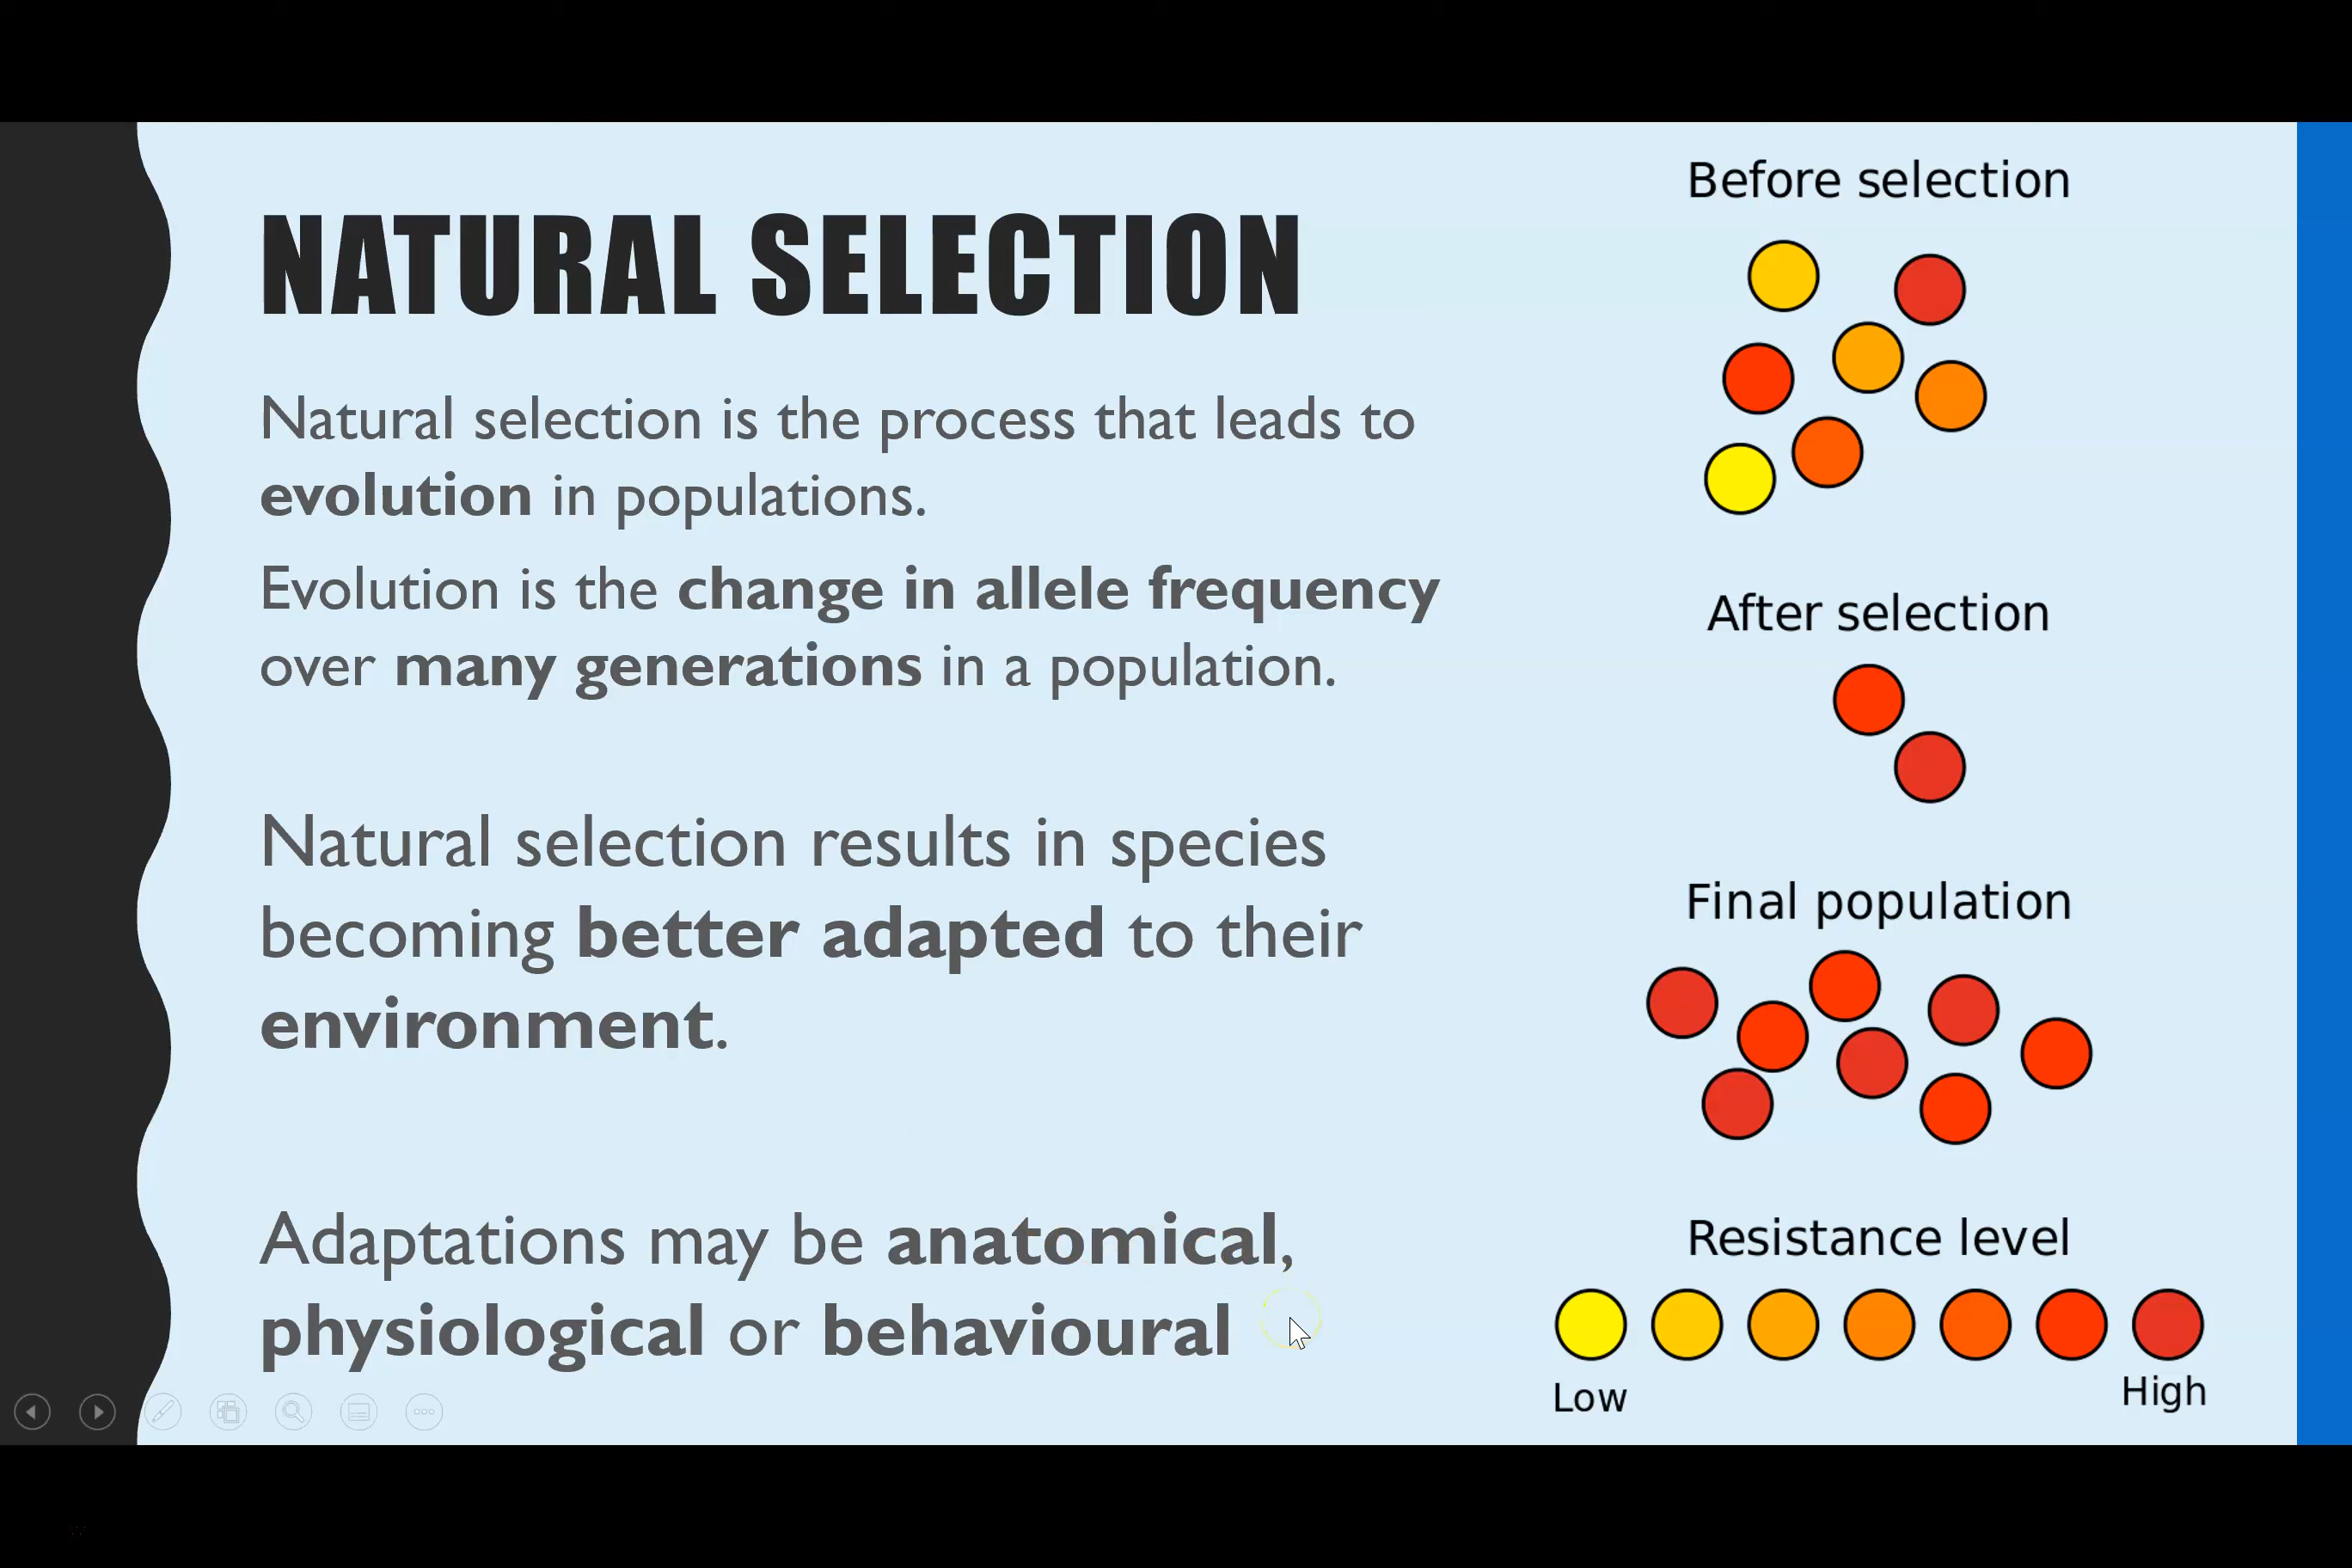 NATURAL SELECTION
Natural selection is the process that leads to
evolution in populations.
Evolution is the change in allele frequency
over many generations in a population.
Natural selection results in species
becoming better adapted to their
environment.
Adaptations may be anatomical,
physiological or behavioural
Before selection
After selection
Final population
Resistance level
Low
High